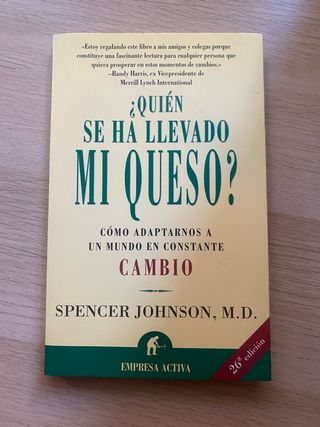 «Estoy regalando este libro a mis amigos y colegas porque
constituye una fascinante lectura para cualquier persona que
quiera prosperar en estos momentos de cambios.»
–Randy Harris, ex Vicepresidente de
Merrill Lynch International
¿QUIÉN
SE HA LLEVADO
MI QUESO?
CÓMO ADAPTARNOS A
UN MUNDO EN CONSTANTE
CAMBIO
SPENCER JOHNSON, M.D.
EMPRESA ACTIVA
26ª edición